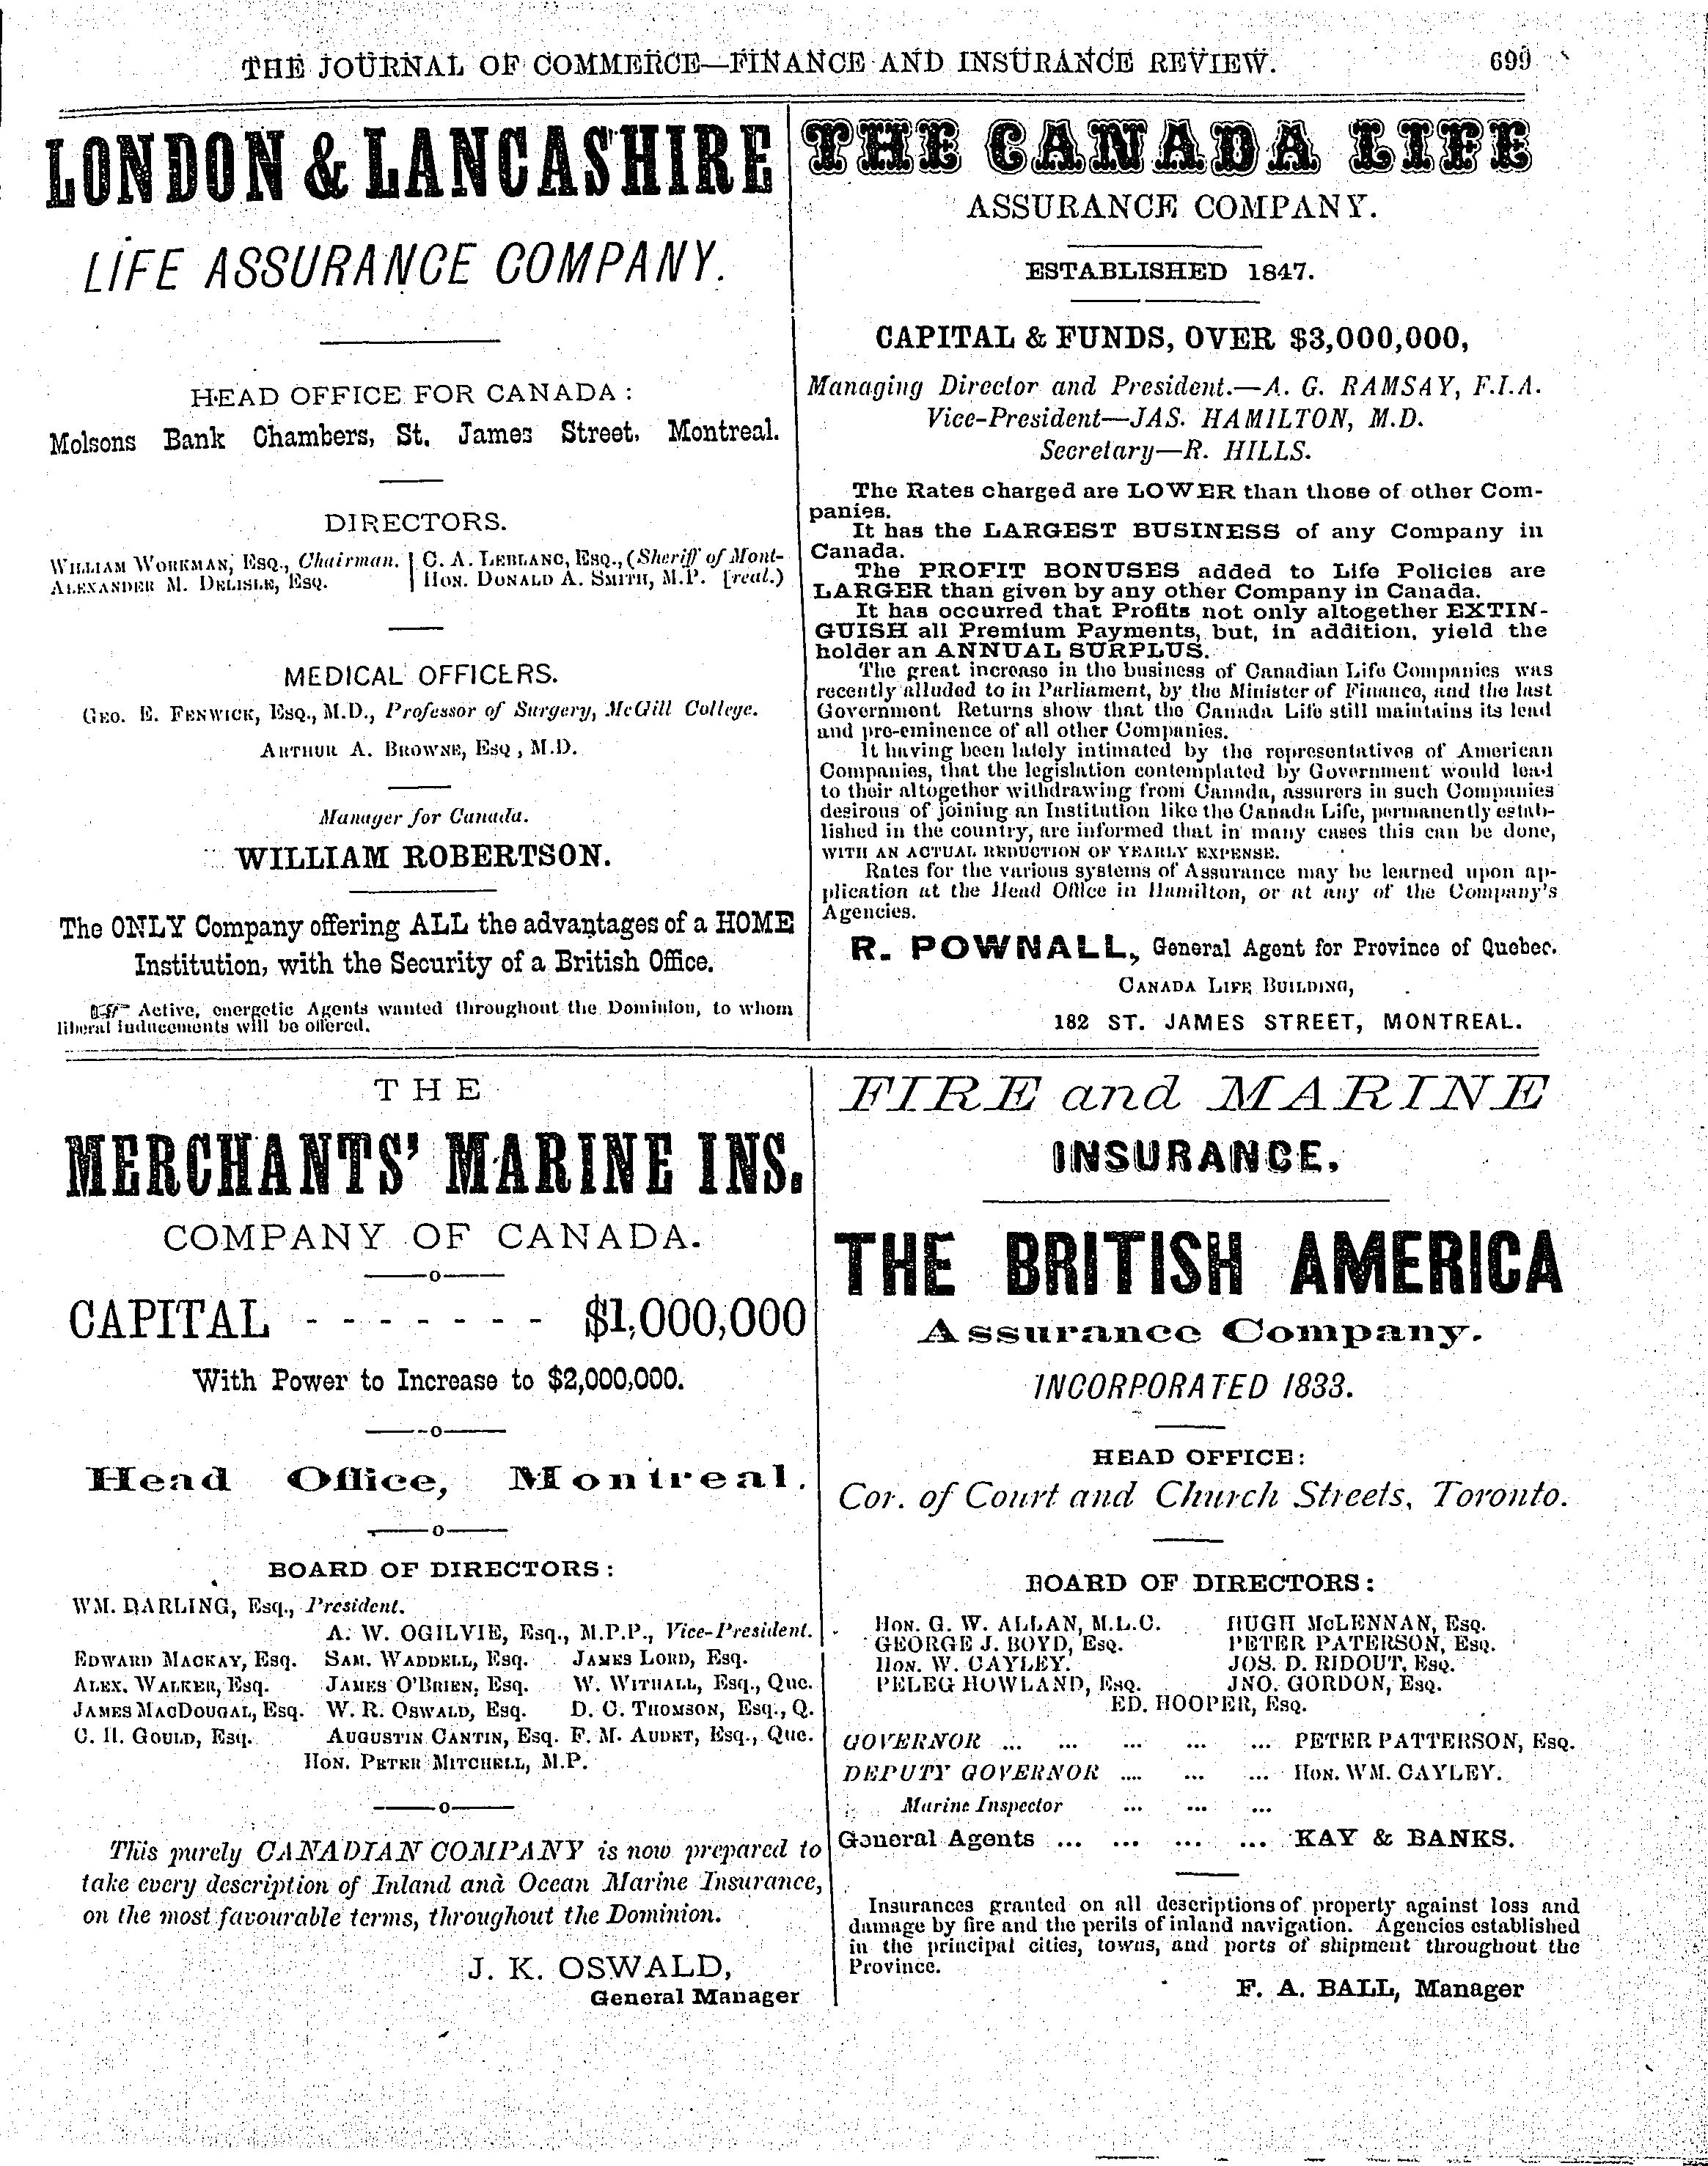 THE JOURNAL OF COMMERCE—FINANCE AND INSURANCE REVIEW. 699
LONDON & LANCASHIRE
LIFE ASSURANCE COMPANY.
HEAD OFFICE FOR CANADA:
Molsons Bank Chambers, St. James Street, Montreal.
DIRECTORS.
WILLIAM WORKMAN, ESQ., Chairman. | C. A. LEBLANC, ESQ., (Sheriff of Mont-
ALEXANDER M. DELISLE, ESQ. | HON. DONALD A. SMITH, M.P. [real.)
MEDICAL OFFICERS.
GEO. E. FENWICK, ESQ., M.D., Professor of Surgery, McGill College.
ARTHUR A. BROWNE, ESQ, M.D.
Manager for Canada.
WILLIAM ROBERTSON.
The ONLY Company offering ALL the advantages of a HOME
Institution, with the Security of a British Office.
☞ Active, energetic Agents wanted throughout the Dominion, to whom
liberal inducements will be offered.
THE CANADA LIFE
ASSURANCE COMPANY.
ESTABLISHED 1847.
CAPITAL & FUNDS, OVER $3,000,000,
Managing Director and President.—A. G. RAMSAY, F.I.A.
Vice-President—JAS. HAMILTON, M.D.
Secretary—R. HILLS.
The Rates charged are LOWER than those of other Com-
panies.
It has the LARGEST BUSINESS of any Company in
Canada.
The PROFIT BONUSES added to Life Policies are
LARGER than given by any other Company in Canada.
It has occurred that Profits not only altogether EXTIN-
GUISH all Premium Payments, but, in addition, yield the
holder an ANNUAL SURPLUS.
The great increase in the business of Canadian Life Companies was
recently alluded to in Parliament, by the Minister of Finance, and the last
Government Returns show that the Canada Life still maintains its lead
and pre-eminence of all other Companies.
It having been lately intimated by the representatives of American
Companies, that the legislation contemplated by Government would lead
to their altogether withdrawing from Canada, assurers in such Companies
desirous of joining an Institution like the Canada Life, permanently estab-
lished in the country, are informed that in many cases this can be done,
WITH AN ACTUAL REDUCTION OF YEARLY EXPENSE.
Rates for the various systems of Assurance may be learned upon ap-
plication at the Head Office in Hamilton, or at any of the Company's
Agencies.
R. POWNALL, General Agent for Province of Quebec.
CANADA LIFE BUILDING,
182 ST. JAMES STREET, MONTREAL.
THE
MERCHANTS' MARINE INS.
COMPANY OF CANADA.
CAPITAL - - - - - - - $1,000,000
With Power to Increase to $2,000,000.
Head Office, Montreal.
BOARD OF DIRECTORS:
WM. DARLING, Esq., President.
A. W. OGILVIE, Esq., M.P.P., Vice-President.
EDWARD MACKAY, Esq. SAM. WADDELL, Esq. JAMES LORD, Esq.
ALEX. WALKER, Esq. JAMES O'BRIEN, Esq. W. WITHALL, Esq., Que.
JAMES MACDOUGAL, Esq. W. R. OSWALD, Esq. D. C. THOMSON, Esq., Q.
C. H. GOULD, Esq. AUGUSTIN CANTIN, Esq. F. M. AUDET, Esq., Que.
HON. PETER MITCHELL, M.P.
This purely CANADIAN COMPANY is now prepared to
take every description of Inland and Ocean Marine Insurance,
on the most favourable terms, throughout the Dominion.
J. K. OSWALD,
General Manager
FIRE and MARINE
INSURANCE.
THE BRITISH AMERICA
Assurance Company.
INCORPORATED 1833.
HEAD OFFICE:
Cor. of Court and Church Streets, Toronto.
BOARD OF DIRECTORS:
HON. G. W. ALLAN, M.L.C. HUGH McLENNAN, ESQ.
GEORGE J. BOYD, ESQ. PETER PATERSON, ESQ.
HON. W. CAYLEY. JOS. D. RIDOUT, ESQ.
PELEG HOWLAND, ESQ. JNO. GORDON, ESQ.
ED. HOOPER, ESQ.
GOVERNOR ... ... ... ... ... PETER PATTERSON, ESQ.
DEPUTY GOVERNOR .... ... ... HON. WM. CAYLEY.
Marine Inspector ... ... ...
General Agents ... ... ... ... KAY & BANKS.
Insurances granted on all descriptions of property against loss and
damage by fire and the perils of inland navigation. Agencies established
in the principal cities, towns, and ports of shipment throughout the
Province.
F. A. BALL, Manager